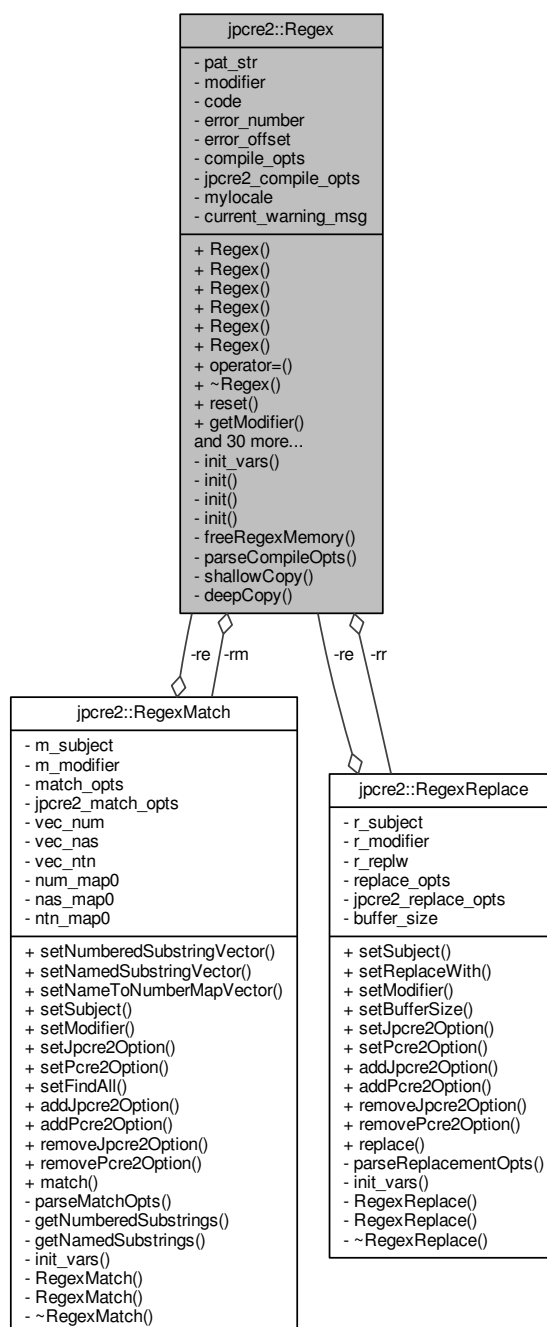 jpcre2::Regex
- pat_str
- modifier
- code
- error_number
- error_offset
- compile_opts
- jpcre2_compile_opts
- mylocale
- current_warning_msg
+ Regex()
+ Regex()
+ Regex()
+ Regex()
+ Regex()
+ Regex()
+ operator=()
+ ~Regex()
+ reset()
+ getModifier()
and 30 more...
- init_vars()
- init()
- init()
- init()
- freeRegexMemory()
- parseCompileOpts()
- shallowCopy()
- deepCopy()
-re
-rm
-re
-rr
jpcre2::RegexMatch
- m_subject
- m_modifier
- match_opts
- jpcre2_match_opts
- vec_num
- vec_nas
- vec_ntn
- num_map0
- nas_map0
- ntn_map0
+ setNumberedSubstringVector()
+ setNamedSubstringVector()
+ setNameToNumberMapVector()
+ setSubject()
+ setModifier()
+ setJpcre2Option()
+ setPcre2Option()
+ setFindAll()
+ addJpcre2Option()
+ addPcre2Option()
+ removeJpcre2Option()
+ removePcre2Option()
+ match()
- parseMatchOpts()
- getNumberedSubstrings()
- getNamedSubstrings()
- init_vars()
- RegexMatch()
- RegexMatch()
- ~RegexMatch()
jpcre2::RegexReplace
- r_subject
- r_modifier
- r_replw
- replace_opts
- jpcre2_replace_opts
- buffer_size
+ setSubject()
+ setReplaceWith()
+ setModifier()
+ setBufferSize()
+ setJpcre2Option()
+ setPcre2Option()
+ addJpcre2Option()
+ addPcre2Option()
+ removeJpcre2Option()
+ removePcre2Option()
+ replace()
- parseReplacementOpts()
- init_vars()
- RegexReplace()
- RegexReplace()
- ~RegexReplace()